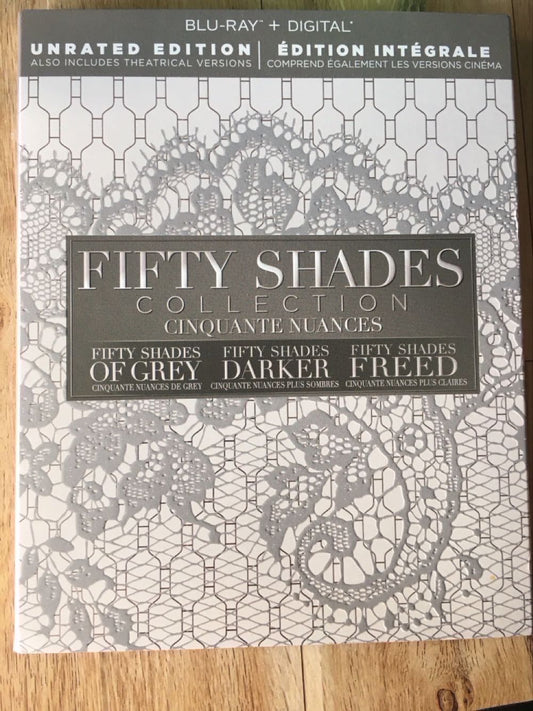 BLU-RAY™ + DIGITAL*
UNRATED EDITION | ÉDITION INTÉGRALE
ALSO INCLUDES THEATRICAL VERSIONS | COMPREND ÉGALEMENT LES VERSIONS CINÉMA
FIFTY SHADES
COLLECTION
CINQUANTE NUANCES
FIFTY SHADES
OF GREY
CINQUANTE NUANCES DE GREY
FIFTY SHADES
DARKER
CINQUANTE NUANCES PLUS SOMBRES
FIFTY SHADES
FREED
CINQUANTE NUANCES PLUS CLAIRES